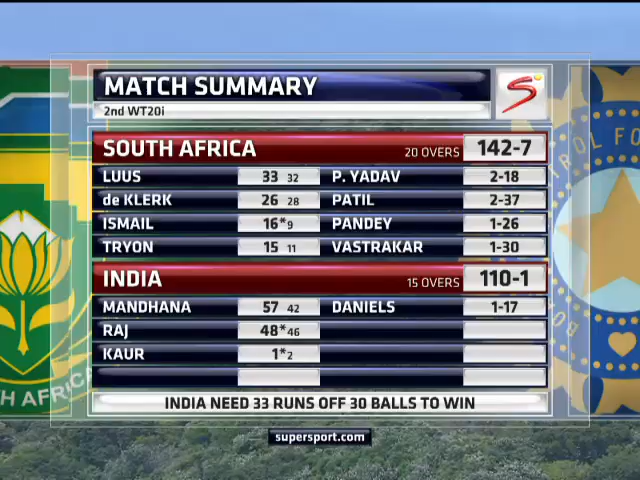 MATCH SUMMARY
2nd WT20i
SOUTH AFRICA 20 OVERS 142-7
LUUS 33 32 P. YADAV 2-18
de KLERK 26 28 PATIL 2-37
ISMAIL 16*9 PANDEY 1-26
TRYON 15 11 VASTRAKAR 1-30
INDIA 15 OVERS 110-1
MANDHANA 57 42 DANIELS 1-17
RAJ 48*46
KAUR 1*2
INDIA NEED 33 RUNS OFF 30 BALLS TO WIN
supersport.com
H AFRICA
TROL FO